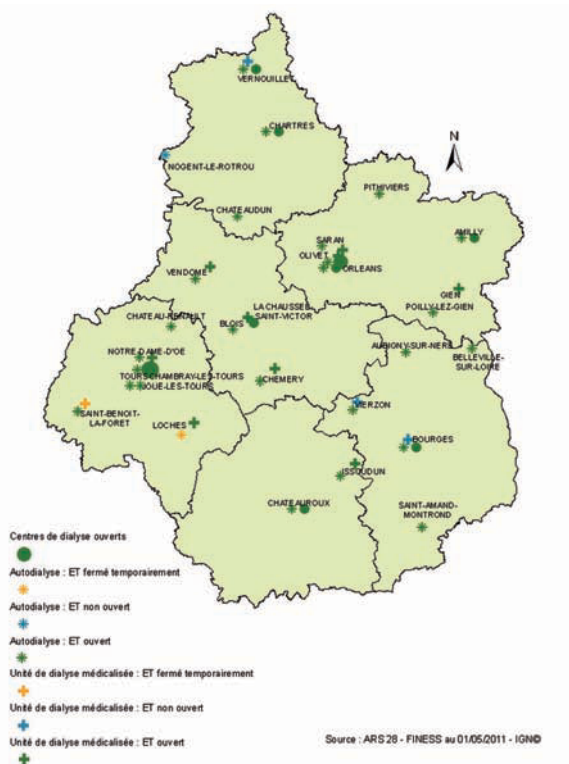 VERNOUILLET
CHARTRES
N
NOGENT-LE-ROTROU
PITHIVIERS
CHATEAUDUN
SARAN
AMILLY
OLIVET
ORLEANS
VENDOME
GIEN
POILLY-LEZ-GIEN
CHATEAU-RENAULT
LA CHAUSSEE
SAINT-VICTOR
BLOIS
AUBIGNY-SUR-NERE
BELLEVILLE-
SUR-LOIRE
NOTRE-DAME-D'OE
TOURS CHAMBRAY-LES-TOURS
JOUE-LES-TOURS
CHEMERY
VIERZON
SAINT-BENOIT-
LA-FORET
LOCHES
BOURGES
ISSOUDUN
CHATEAUROUX
SAINT-AMAND-
MONTROND
Centres de dialyse ouverts
Autodialyse : ET fermé temporairement
Autodialyse : ET non ouvert
Autodialyse : ET ouvert
Unité de dialyse médicalisée : ET fermé temporairement
Unité de dialyse médicalisée : ET non ouvert
Unité de dialyse médicalisée : ET ouvert
Source : ARS 28 - FINESS au 01/05/2011 - IGN©